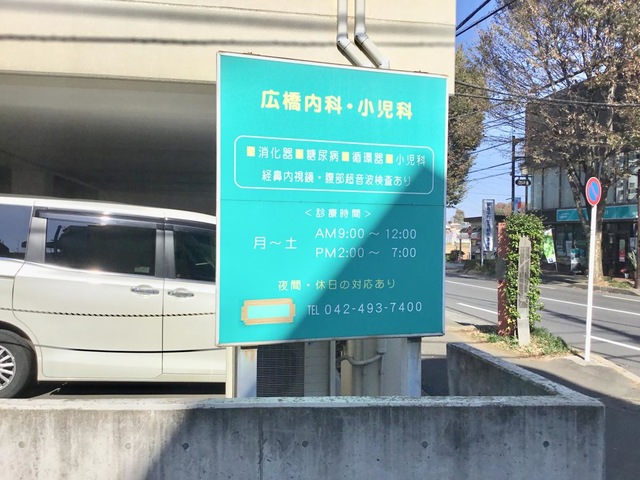 広橋内科・小児科
■消化器■糖尿病■循環器■小児科
経鼻内視鏡・腹部超音波検査あり
＜診療時間＞
月〜土 AM9:00〜12:00
PM2:00〜 7:00
夜間・休日の対応あり
TEL 042-493-7400